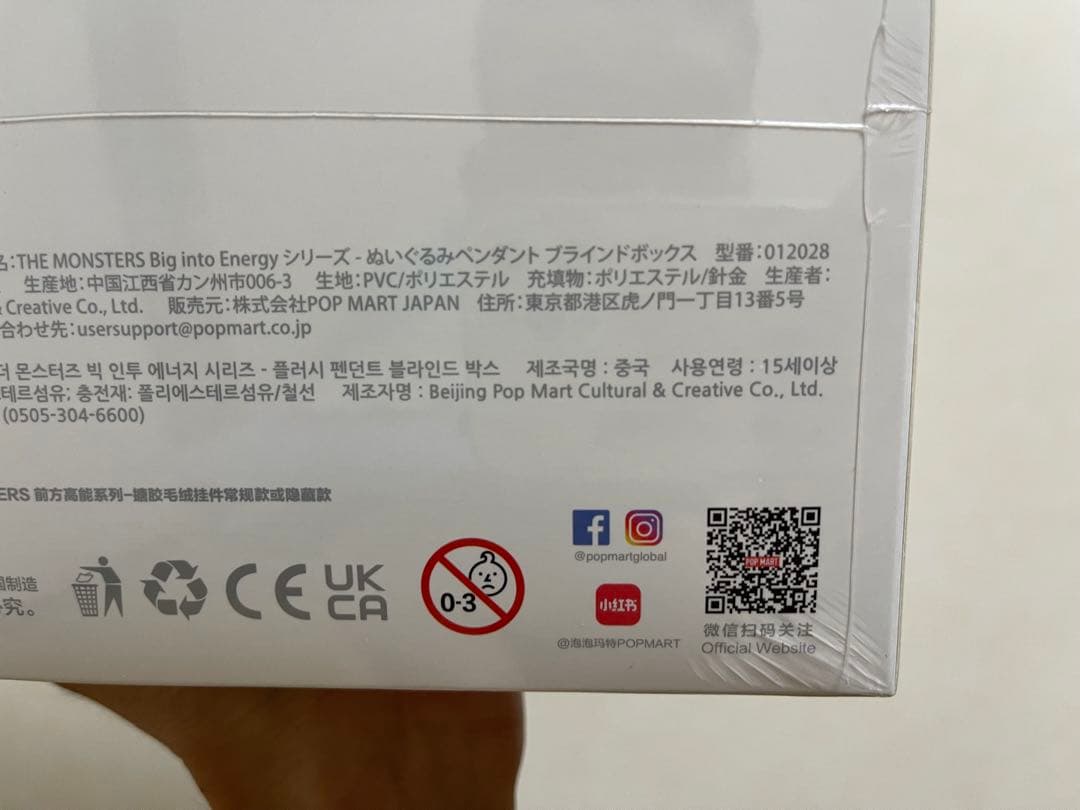 名:THE MONSTERS Big into Energy シリーズ - ぬいぐるみペンダント ブラインドボックス 型番:012028
生産地:中国江西省カン州市006-3 生地:PVC/ポリエステル 充填物:ポリエステル/針金 生産者:
& Creative Co., Ltd. 販売元:株式会社POP MART JAPAN 住所:東京都港区虎ノ門一丁目13番5号
合わせ先:usersupport@popmart.co.jp
더 몬스터즈 빅 인투 에너지 시리즈 - 플러시 펜던트 블라인드 박스 제조국명 : 중국 사용연령 : 15세이상
테르섬유; 충전재: 폴리에스테르섬유/철선 제조자명 : Beijing Pop Mart Cultural & Creative Co., Ltd.
(0505-304-6600)
ERS 前方高能系列-搪胶毛绒挂件常规款或隐藏款
国制造
究。
CE
UK
CA
0-3
@popmartglobal
小红书
@泡泡玛特POPMART
POP MART
微信扫码关注
Official Website